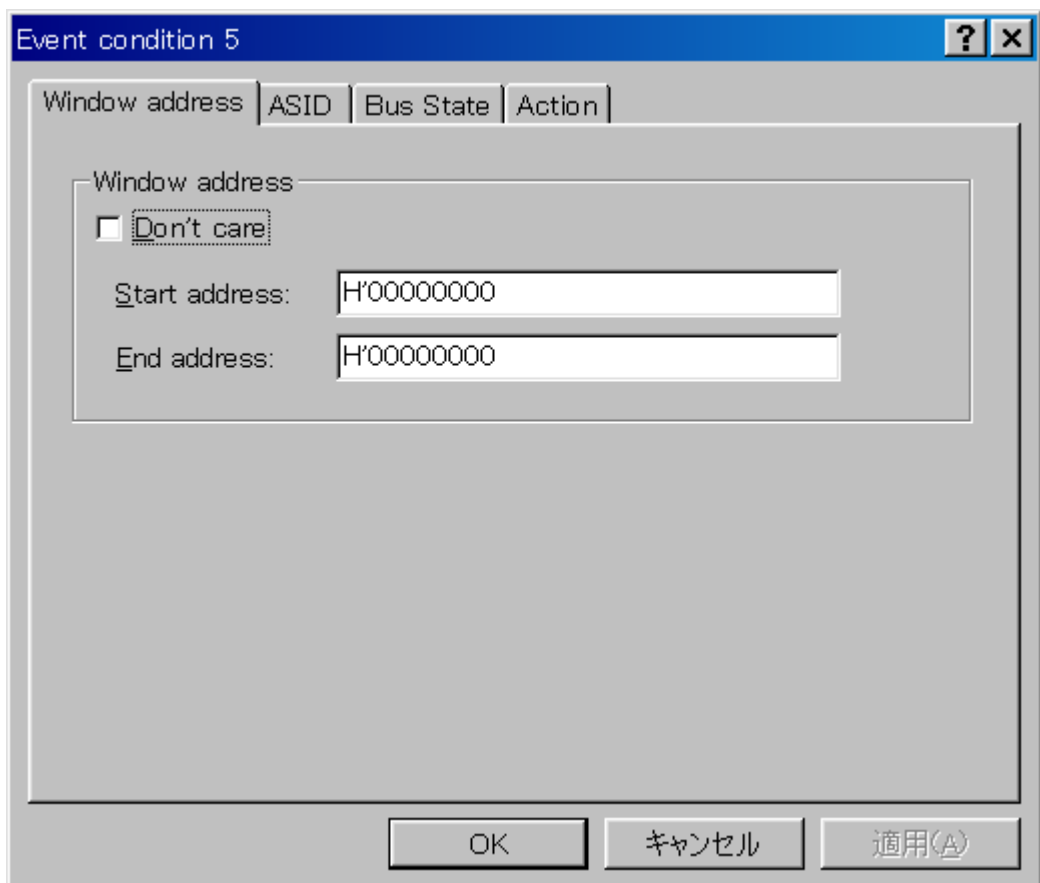 Event condition 5
Window address ASID Bus State Action
Window address
Don't care
Start address: H'00000000
End address: H'00000000
OK キャンセル 適用(A)